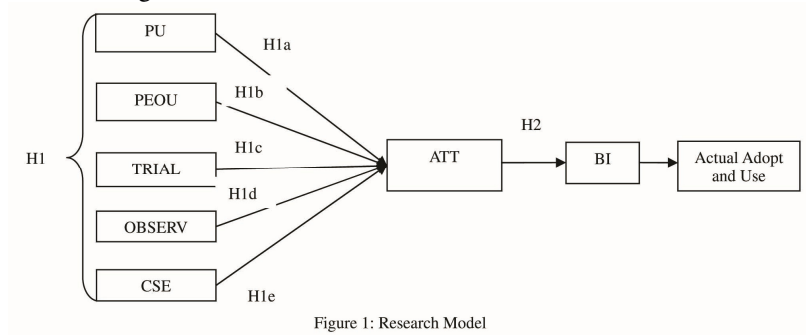 PU
H1a
PEOU
H1b
H1
TRIAL
H1c
H1d
OBSERV
CSE
H1e
ATT
H2
BI
Actual Adopt
and Use
Figure 1: Research Model